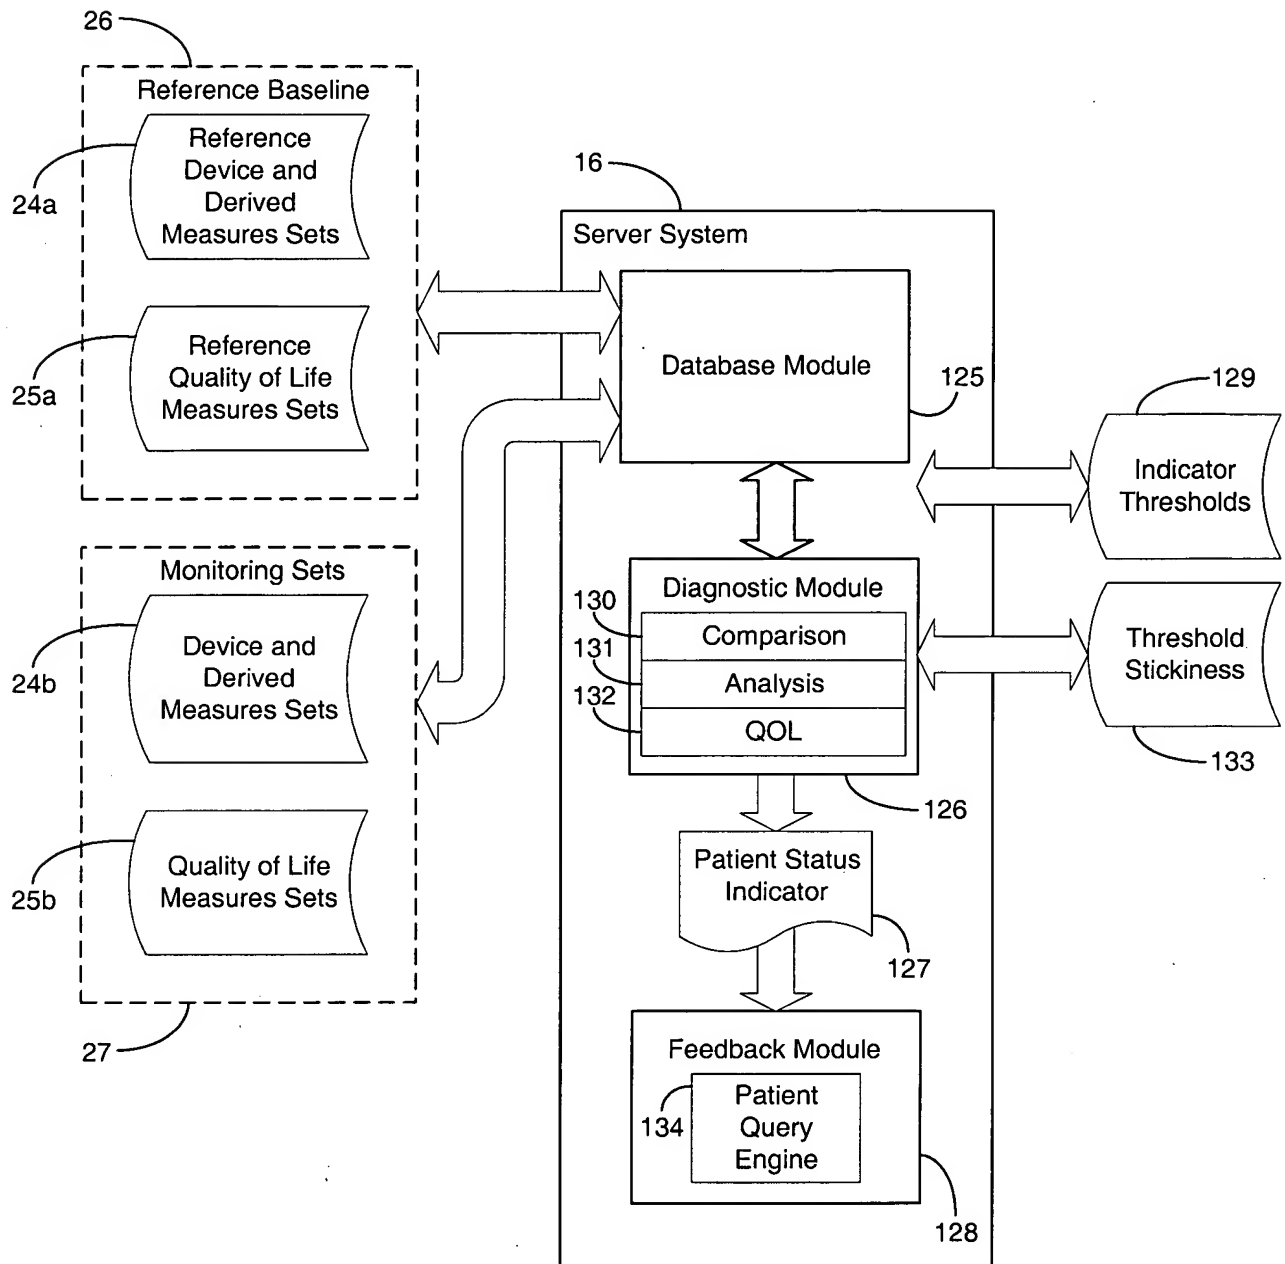 26
Reference Baseline
Reference
Device and
Derived
Measures Sets
24a
Reference
Quality of Life
Measures Sets
25a
Monitoring Sets
Device and
Derived
Measures Sets
24b
Quality of Life
Measures Sets
25b
27
16
Server System
Database Module
125
129
Indicator
Thresholds
Diagnostic Module
130
Comparison
131
Analysis
132
QOL
126
Threshold
Stickiness
133
Patient Status
Indicator
127
Feedback Module
134
Patient
Query
Engine
128